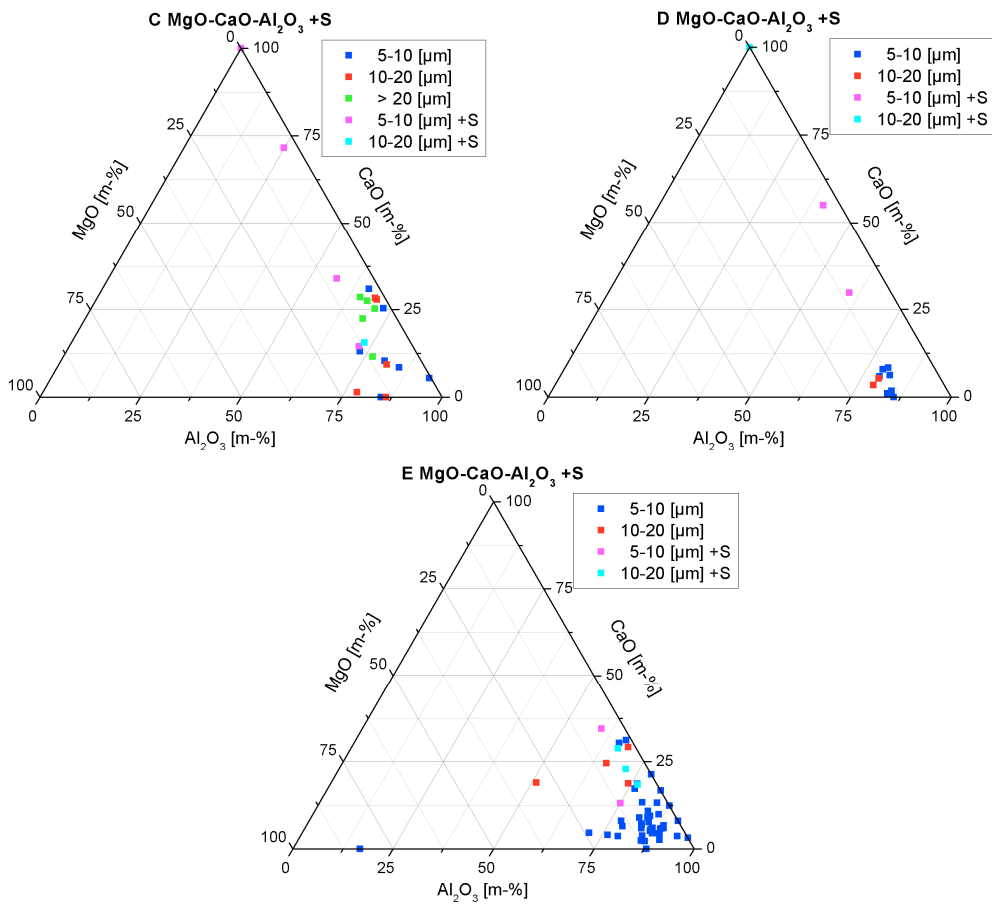 C MgO-CaO-Al₂O₃ +S
5-10 [µm]
10-20 [µm]
> 20 [µm]
5-10 [µm] +S
10-20 [µm] +S
0
100
25
75
MgO [m-%]
CaO [m-%]
50
50
75
25
100
0
0
25
50
75
100
Al₂O₃ [m-%]
D MgO-CaO-Al₂O₃ +S
5-10 [µm]
10-20 [µm]
5-10 [µm] +S
10-20 [µm] +S
0
100
25
75
MgO [m-%]
CaO [m-%]
50
50
75
25
100
0
0
25
50
75
100
Al₂O₃ [m-%]
E MgO-CaO-Al₂O₃ +S
5-10 [µm]
10-20 [µm]
5-10 [µm] +S
10-20 [µm] +S
0
100
25
75
MgO [m-%]
CaO [m-%]
50
50
75
25
100
0
0
25
50
75
100
Al₂O₃ [m-%]